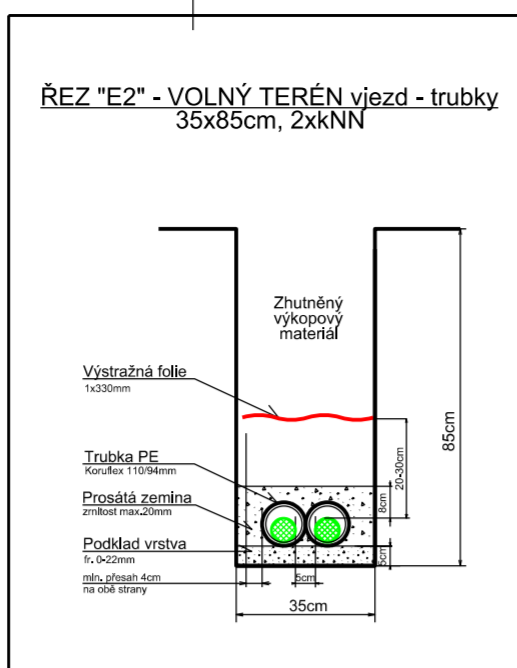 ŘEZ "E2" - VOLNÝ TERÉN vjezd - trubky
35x85cm, 2xkNN
Zhutněný
výkopový
materiál
Výstražná folie
1x330mm
Trubka PE
Koruflex 110/94mm
Prosátá zemina
zrnitost max.20mm
Podklad vrstva
fr. 0-22mm
min. přesah 4cm
na obě strany
5cm
35cm
5cm
8cm
20-30cm
85cm